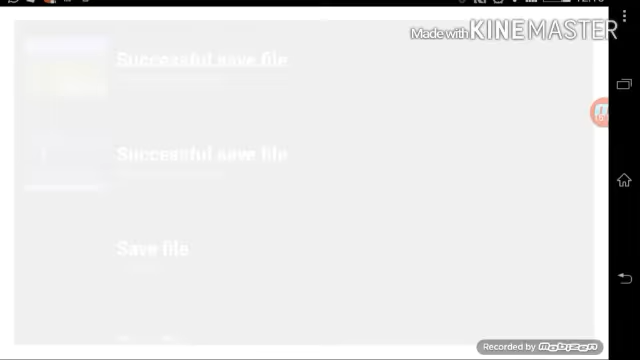 Made with KINEMASTER
Successful save file
Successful save file
Save file
Recorded by mobizen